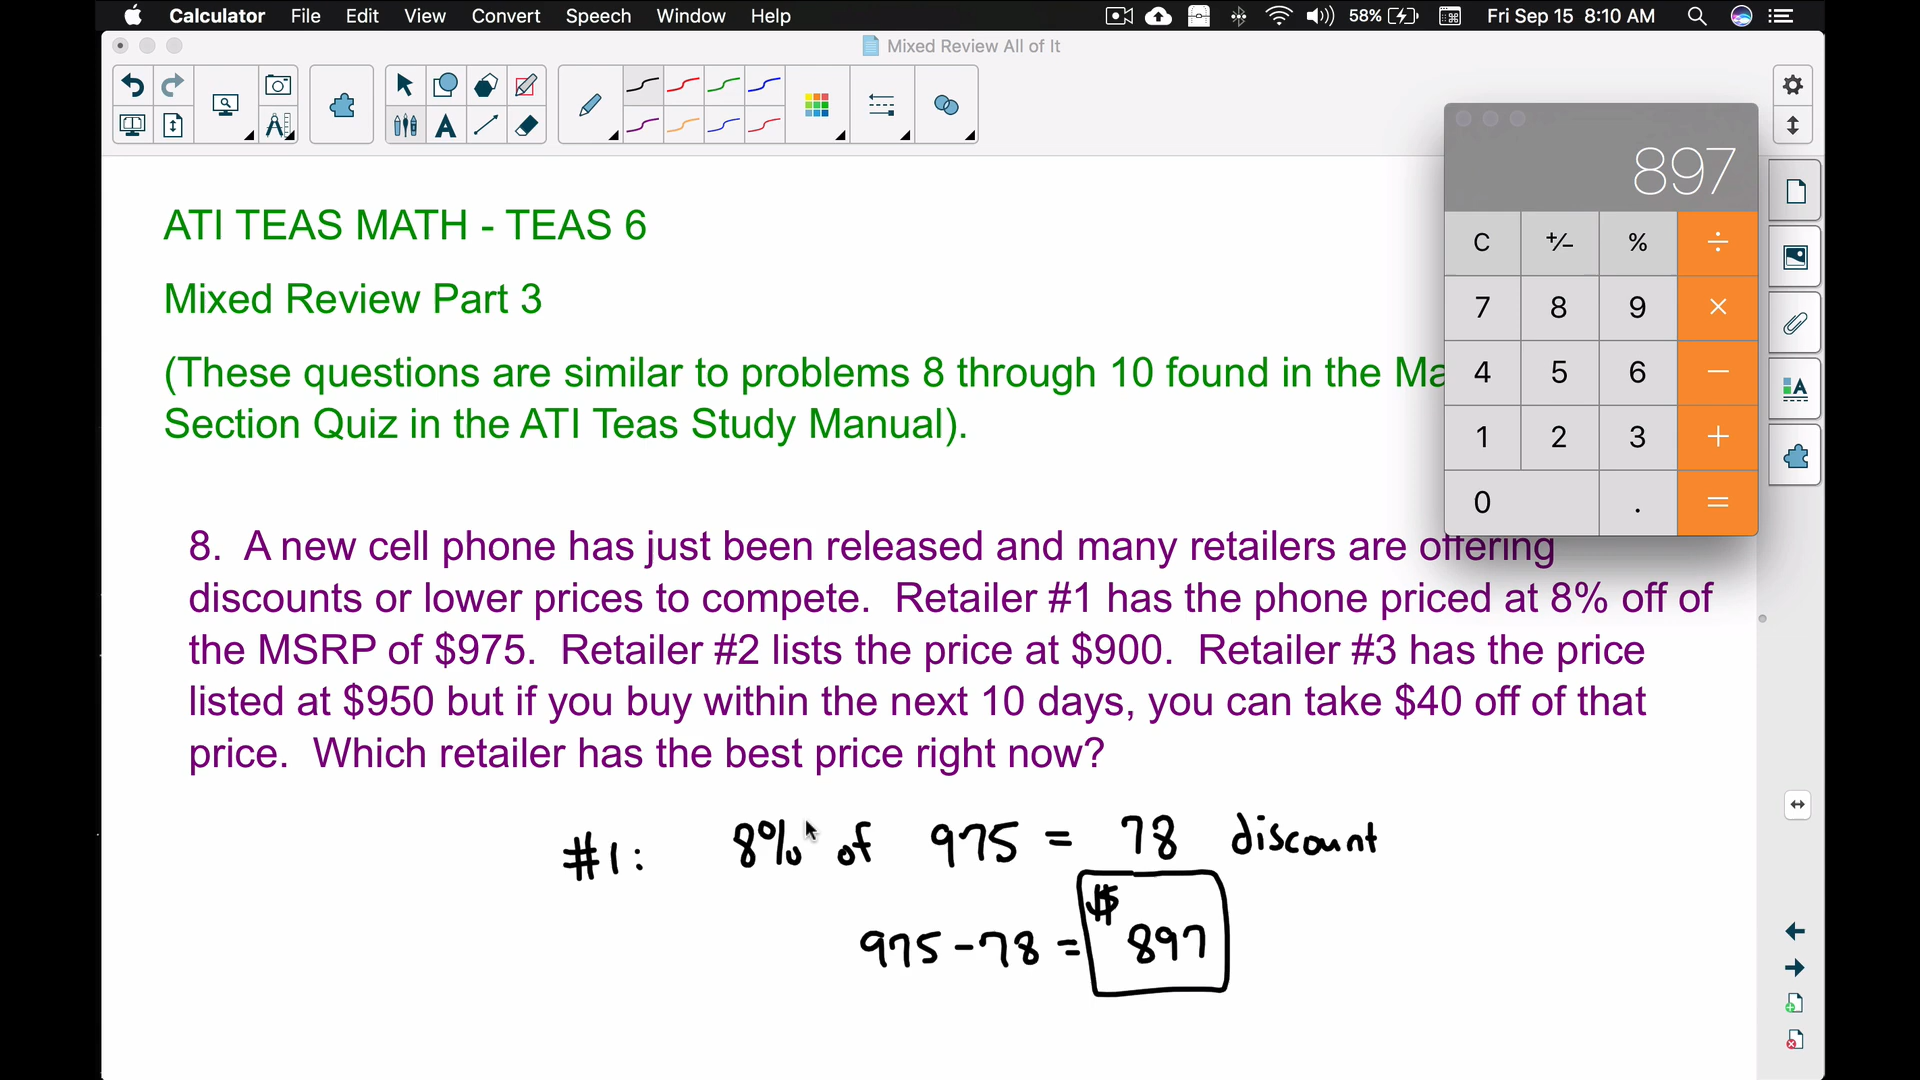 Calculator File Edit View Convert Speech Window Help 58% Fri Sep 15 8:10 AM
Mixed Review All of It
897
C +/− % ÷
7 8 9 ×
4 5 6 −
1 2 3 +
0 . =
ATI TEAS MATH - TEAS 6
Mixed Review Part 3
(These questions are similar to problems 8 through 10 found in the Ma
Section Quiz in the ATI Teas Study Manual).
8. A new cell phone has just been released and many retailers are offering
discounts or lower prices to compete. Retailer #1 has the phone priced at 8% off of
the MSRP of $975. Retailer #2 lists the price at $900. Retailer #3 has the price
listed at $950 but if you buy within the next 10 days, you can take $40 off of that
price. Which retailer has the best price right now?
#1: 8% of 975 = 78 discount
975 - 78 = $ 897